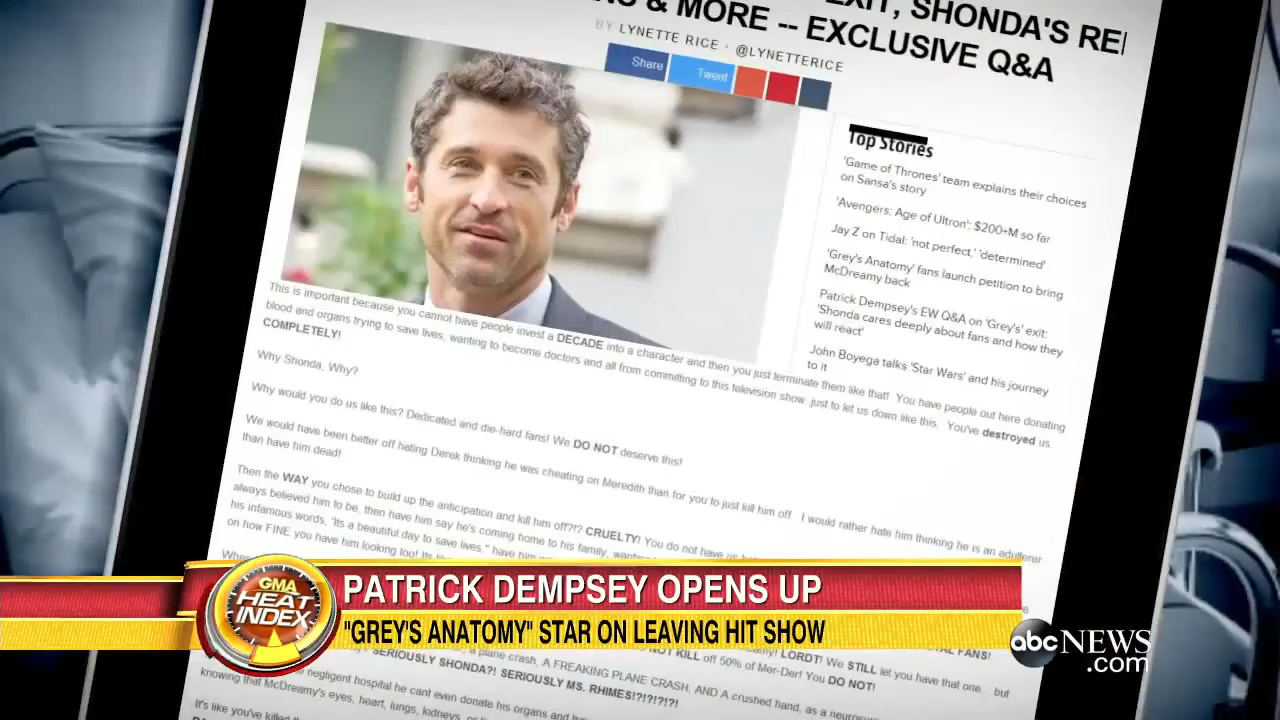 EXIT, SHONDA'S
& MORE -- EXCLUSIVE Q&A
BY LYNETTE RICE · @LYNETTERICE
Share
Tweet
Top Stories
'Game of Thrones' team explains their choices
on Sansa's story
'Avengers: Age of Ultron': $200+M so far
Jay Z on Tidal: 'not perfect,' 'determined'
'Grey's Anatomy' fans launch petition to bring
McDreamy back
Patrick Dempsey's EW Q&A on 'Grey's' exit:
'Shonda cares deeply about fans and how they
will react'
John Boyega talks 'Star Wars' and his journey
to it
This is important because you cannot have people invest a DECADE into a character and then you just terminate them like that! You have people out here donating
blood and organs trying to save lives, wanting to become doctors and all from committing to this television show just to let us down like this. You've destroyed us
COMPLETELY!
Why Shonda, Why?
Why would you do us like this? Dedicated and die-hard fans! We DO NOT deserve this!
We would have been better off hating Derek thinking he was cheating on Meredith than for you to just kill him off. I would rather hate him thinking he is an adulterer
than have him dead!
Then the WAY you chose to build up the anticipation and kill him off?!? CRUELTY! You do not have us
always believed him to be, then have him say he's coming home to his family,
his infamous words, "Its a beautiful day to save lives," have him
on how FINE you have him looking too!
GMA
HEAT
INDEX
PATRICK DEMPSEY OPENS UP
"GREY'S ANATOMY" STAR ON LEAVING HIT SHOW
abc NEWS
.com
FANS!
LORDT! We STILL let you have that one... but
a plane crash, A FREAKING PLANE CRASH, AND A crushed hand, as a
NOT KILL off 50% of Mer-Der! You DO NOT!
SERIOUSLY SHONDA?! SERIOUSLY MS. RHIMES!?!?!?!?!
negligent hospital he cant even donate his organs and
knowing that McDreamy's eyes, heart, lungs, kidneys,
It's like you've killed